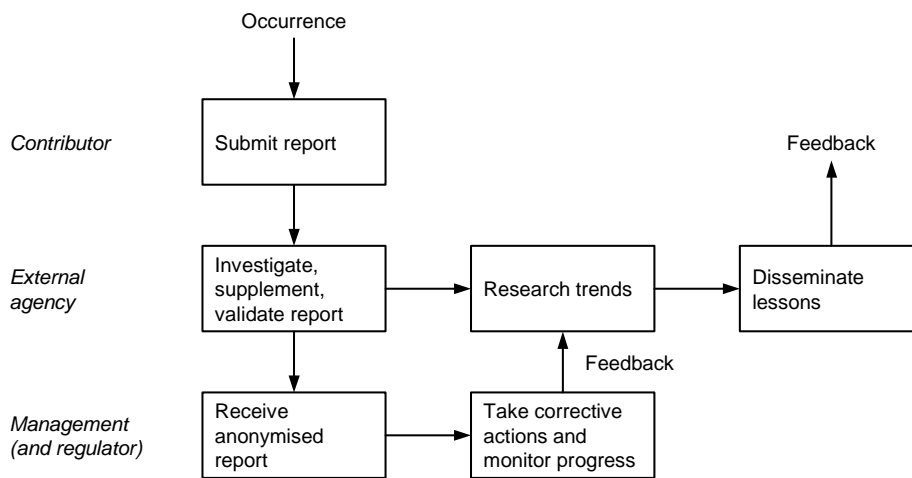 Occurrence
Contributor
Submit report
Feedback
External
agency
Investigate,
supplement,
validate report
Research trends
Disseminate
lessons
Feedback
Management
(and regulator)
Receive
anonymised
report
Take corrective
actions and
monitor progress